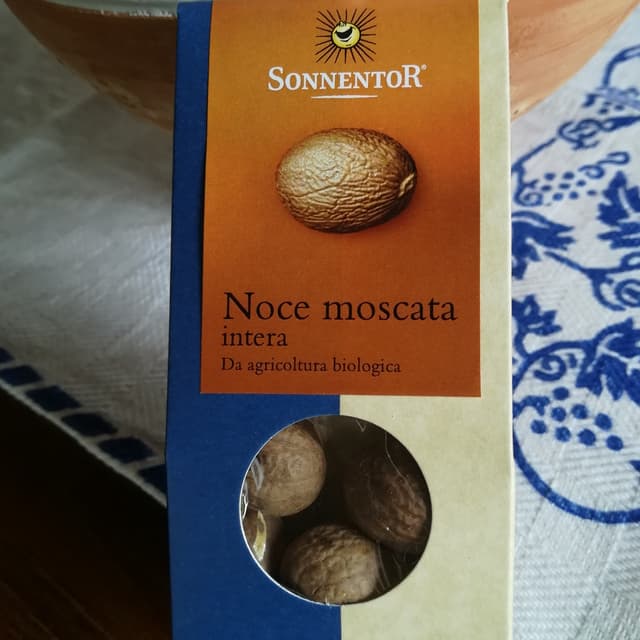 SONNENTOR®
Noce moscata
intera
Da agricoltura biologica